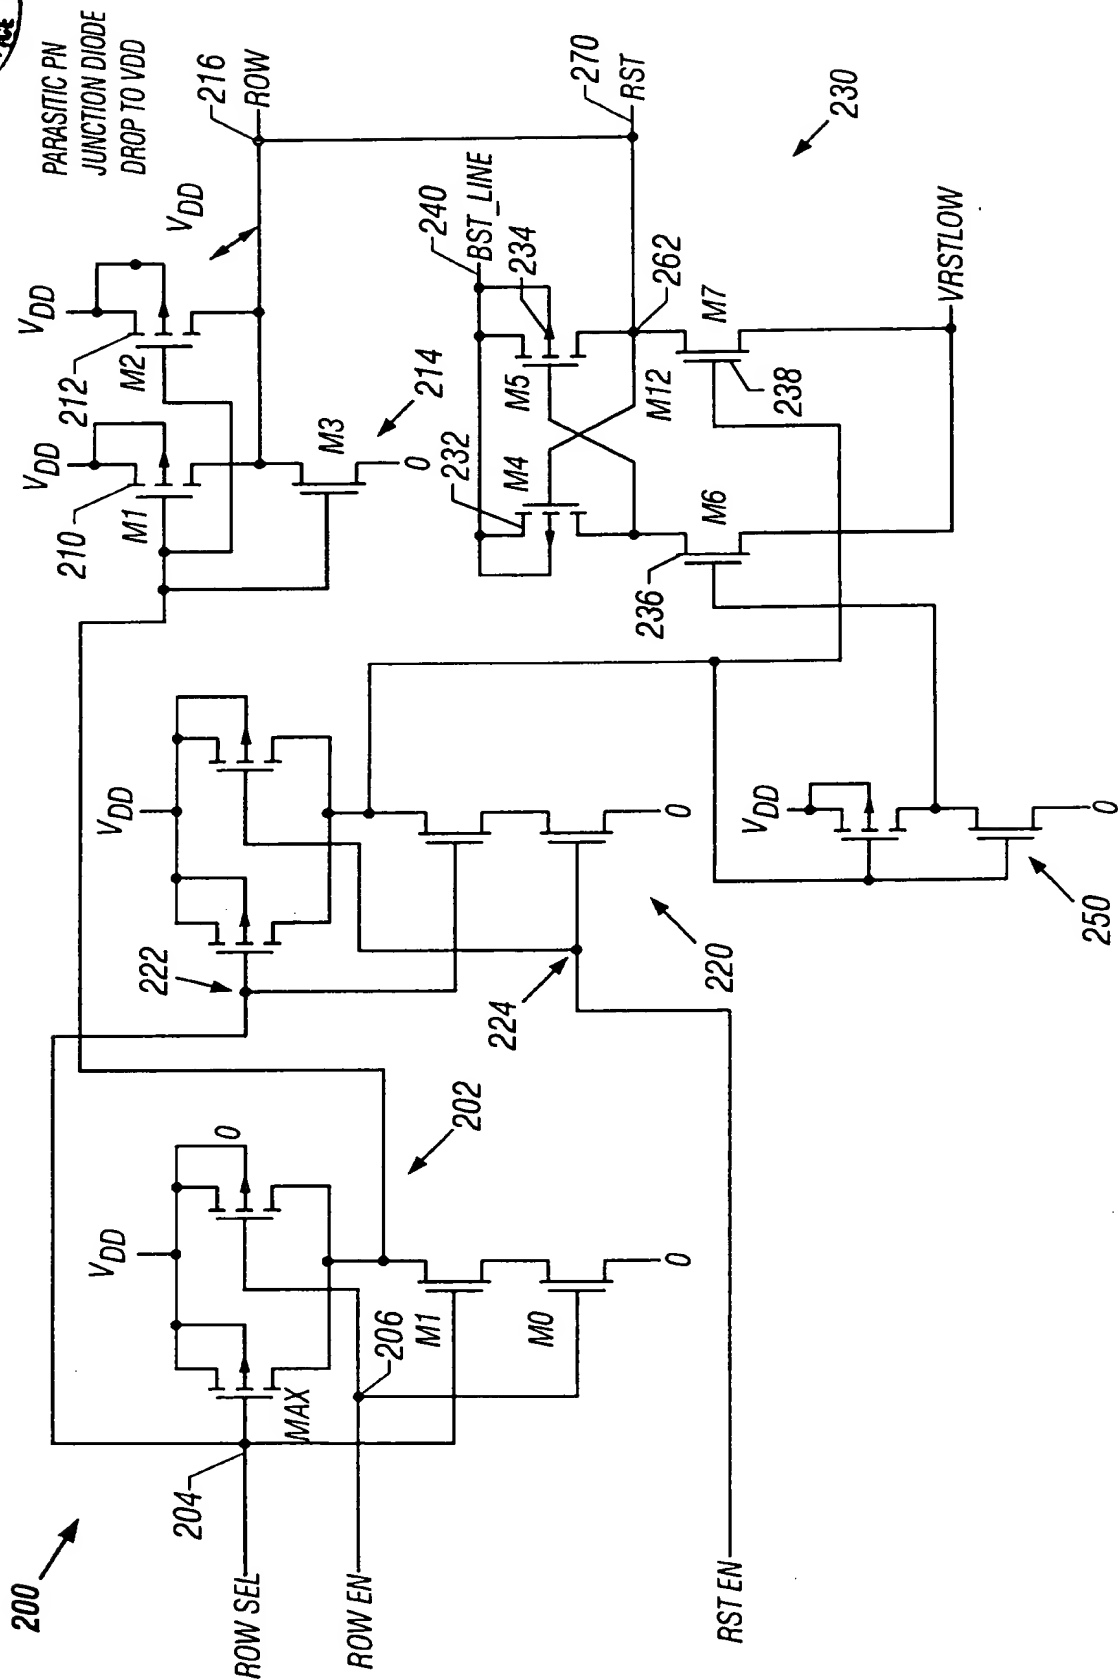 200
ROW SEL
204
ROW EN
206
RST EN
VDD
0
MAX
M1
M0
0
202
VDD
222
224
0
220
VDD
0
250
VDD
210
M1
VDD
212
M2
M3
0
214
VDD
216
ROW
PARASITIC PN
JUNCTION DIODE
DROP TO VDD
232
M4
M5
234
240
BST_LINE
270
RST
262
236
M6
M12
M7
238
VRSTLOW
230